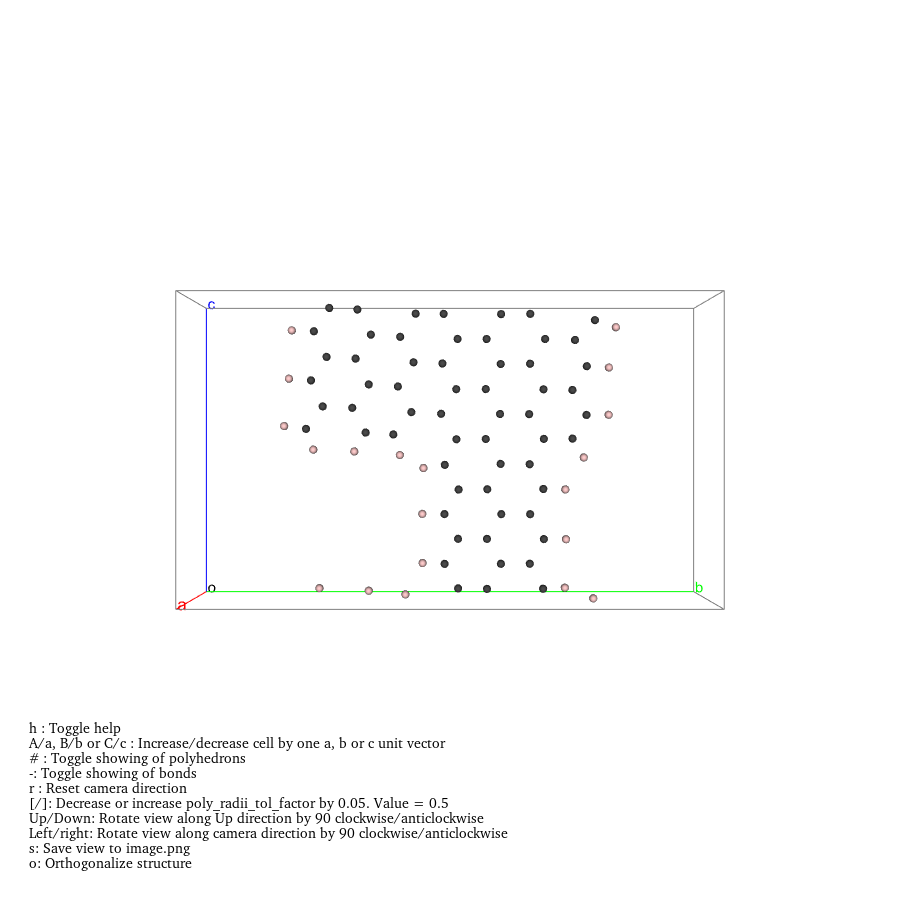 c
o
b
a
h : Toggle help
A/a, B/b or C/c : Increase/decrease cell by one a, b or c unit vector
# : Toggle showing of polyhedrons
-: Toggle showing of bonds
r : Reset camera direction
[/]: Decrease or increase poly_radii_tol_factor by 0.05. Value = 0.5
Up/Down: Rotate view along Up direction by 90 clockwise/anticlockwise
Left/right: Rotate view along camera direction by 90 clockwise/anticlockwise
s: Save view to image.png
o: Orthogonalize structure